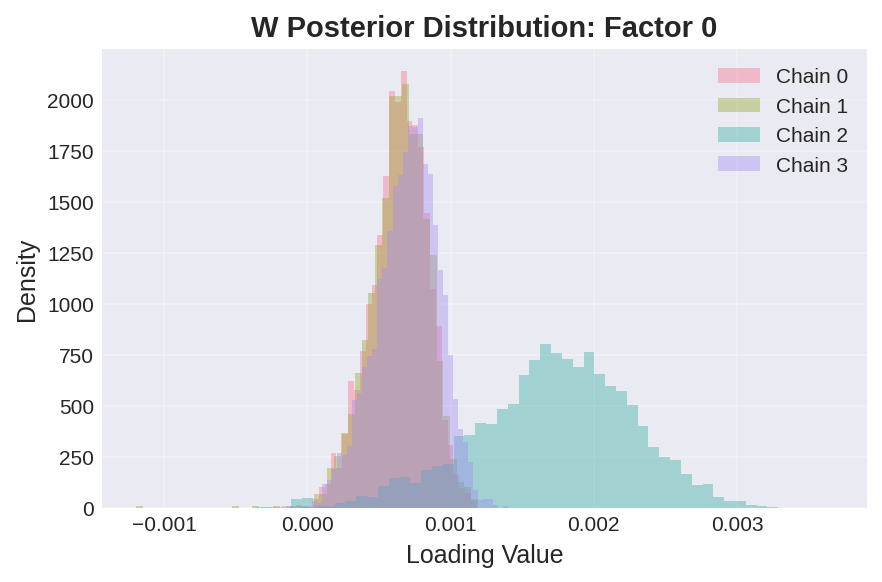 W Posterior Distribution: Factor 0
Chain 0
Chain 1
Chain 2
Chain 3
Density
2000
1750
1500
1250
1000
750
500
250
0
−0.001
0.000
0.001
0.002
0.003
Loading Value